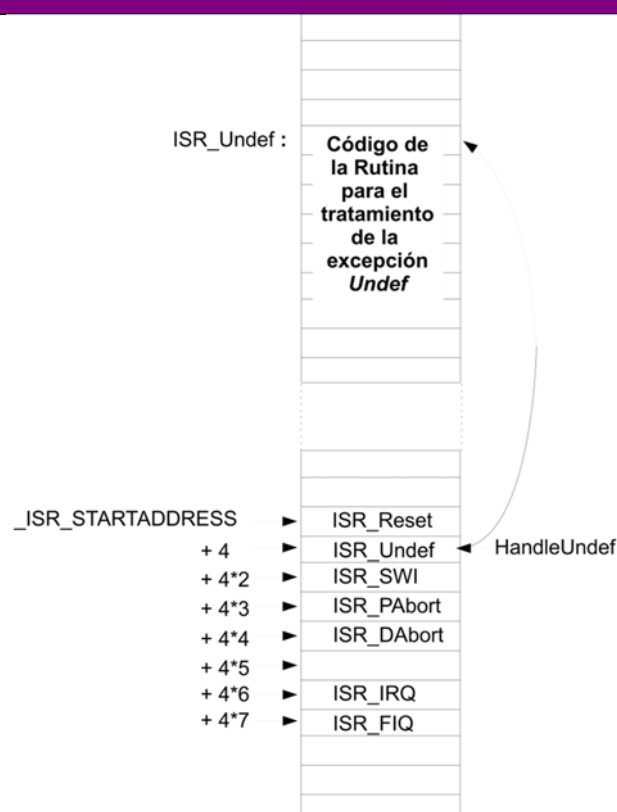 ISR_Undef :
Código de
la Rutina
para el
tratamiento
de la
excepción
Undef
_ISR_STARTADDRESS ISR_Reset
+ 4 ISR_Undef HandleUndef
+ 4*2 ISR_SWI
+ 4*3 ISR_PAbort
+ 4*4 ISR_DAbort
+ 4*5
+ 4*6 ISR_IRQ
+ 4*7 ISR_FIQ